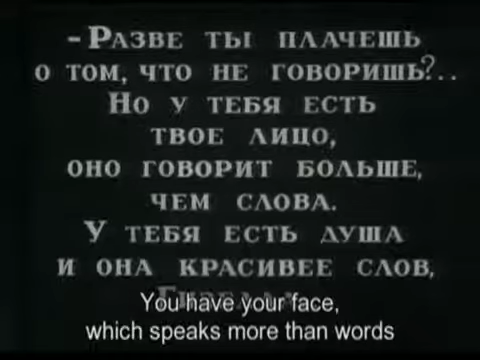 - Разве ты плачешь
о том, что не говоришь?..
Но у тебя есть
твое лицо,
оно говорит больше,
чем слова.
У тебя есть душа
и она красивее слов,
You have your face,
which speaks more than words